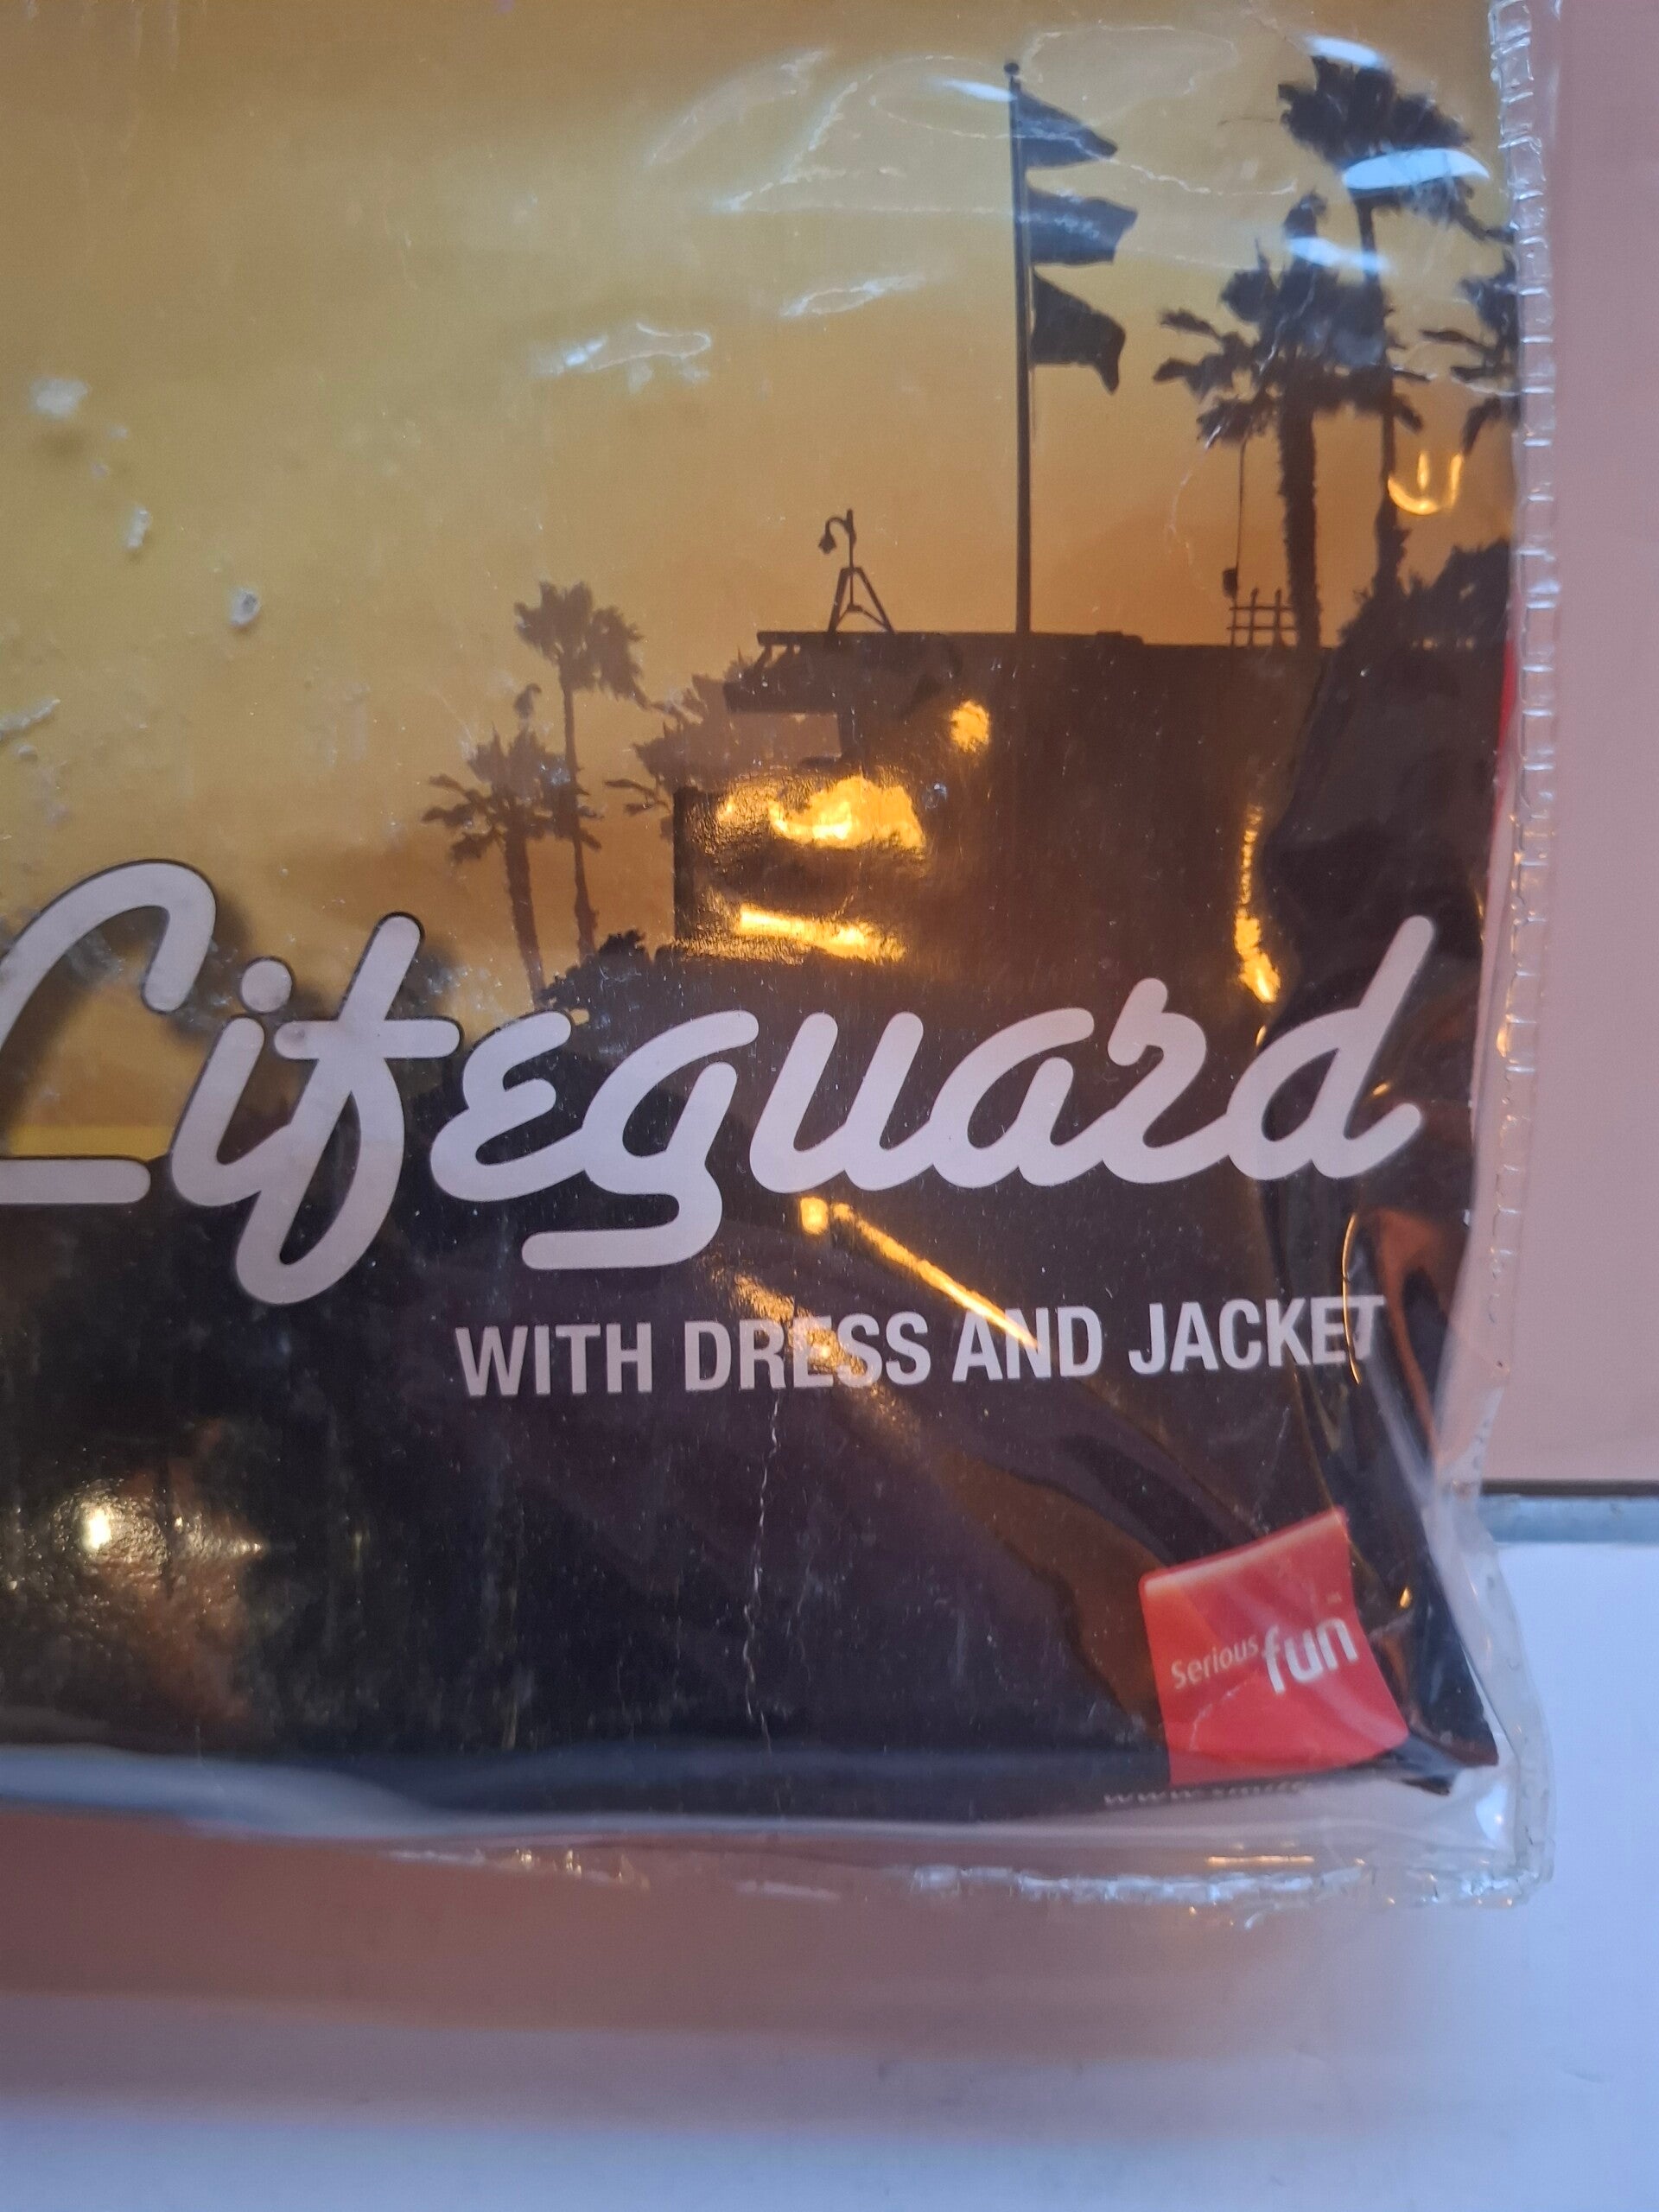 Lifeguard
WITH DRESS AND JACKET
Serious fun